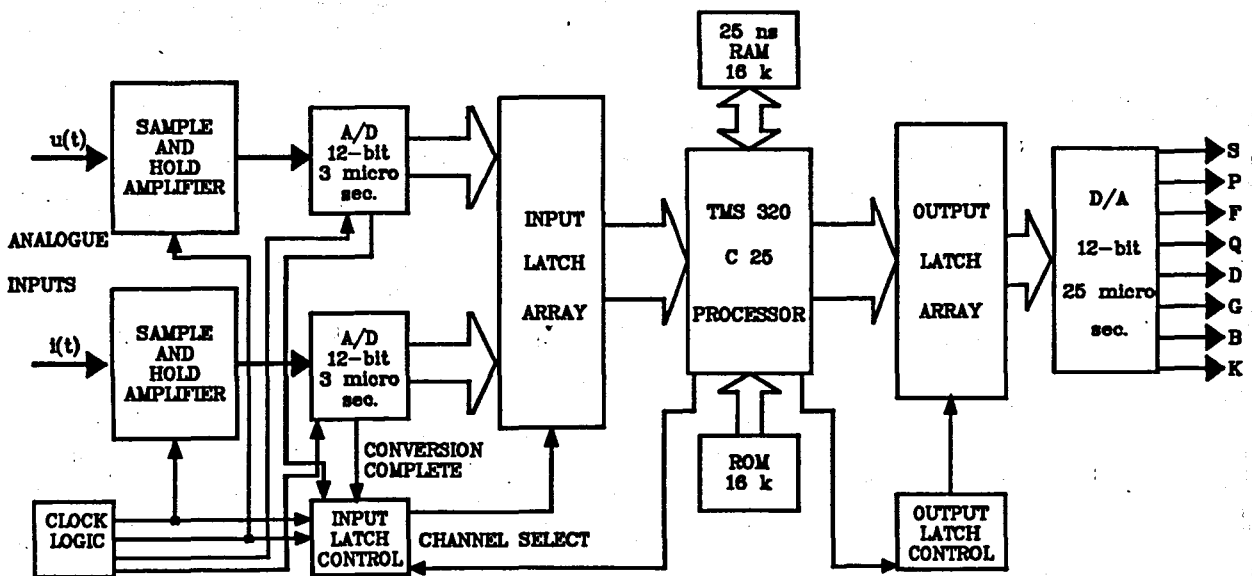 25 ns
RAM
16 k
u(t)
SAMPLE
AND
HOLD
AMPLIFIER
A/D
12-bit
3 micro
sec.
ANALOGUE
INPUTS
i(t)
SAMPLE
AND
HOLD
AMPLIFIER
A/D
12-bit
3 micro
sec.
INPUT
LATCH
ARRAY
TMS 320
C 25
PROCESSOR
OUTPUT
LATCH
ARRAY
D/A
12-bit
25 micro
sec.
S
P
F
Q
D
G
B
K
CONVERSION
COMPLETE
ROM
16 k
CLOCK
LOGIC
INPUT
LATCH
CONTROL
CHANNEL SELECT
OUTPUT
LATCH
CONTROL